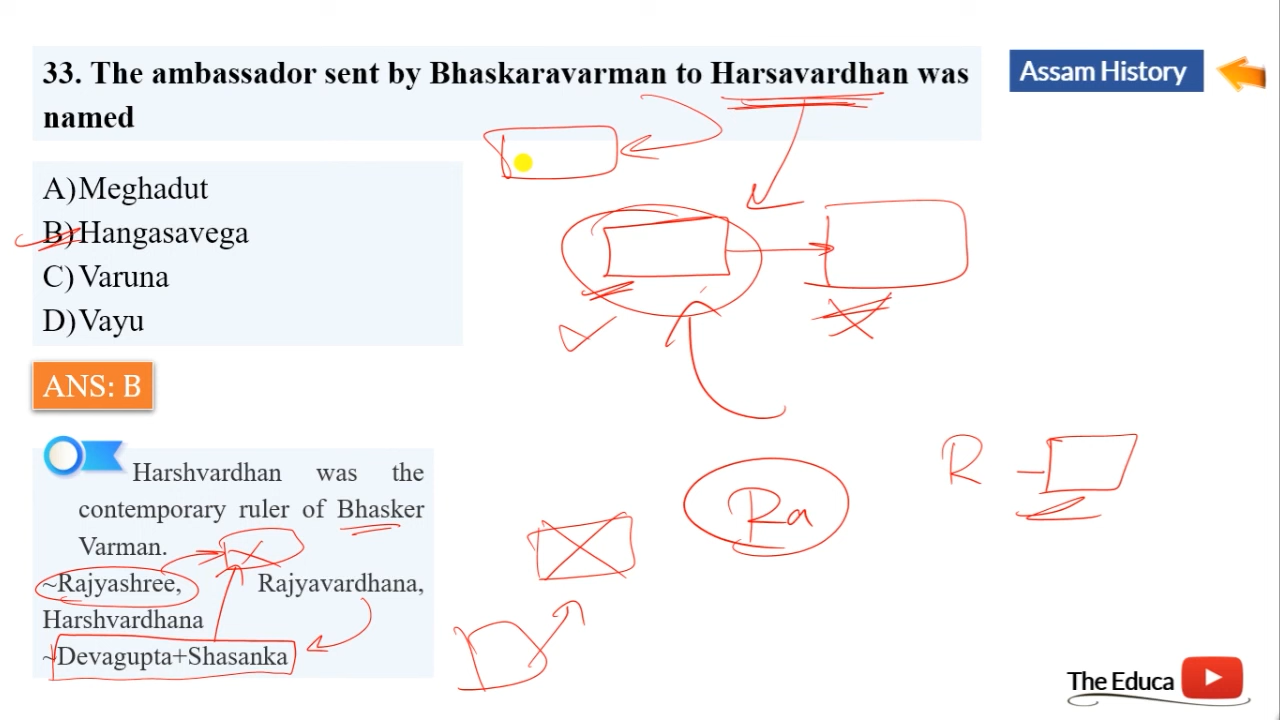 33. The ambassador sent by Bhaskaravarman to Harsavardhan was
named
Assam History
A) Meghadut
B) Hangasavega
C) Varuna
D) Vayu
ANS: B
Harshvardhan was the
contemporary ruler of Bhasker
Varman.
~Rajyashree, Rajyavardhana,
Harshvardhana
~Devagupta+Shasanka
Ra
R
The Educa